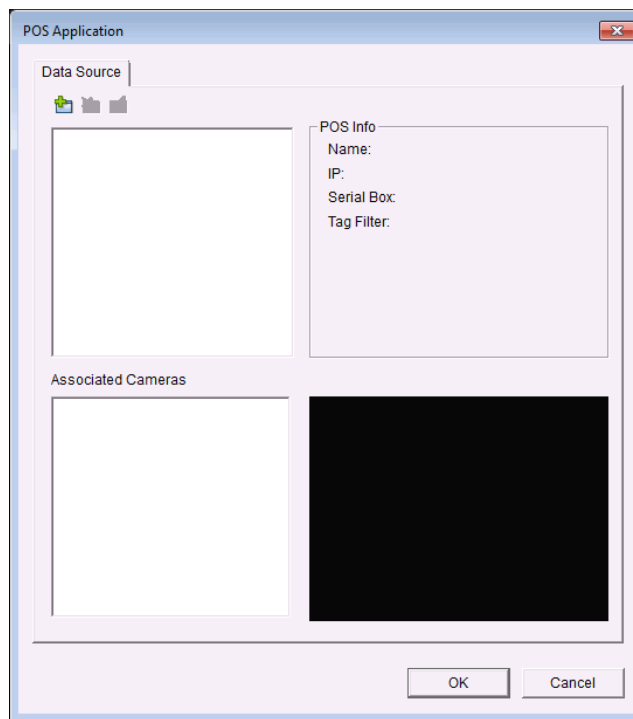 POS Application
Data Source
POS Info
Name:
IP:
Serial Box:
Tag Filter:
Associated Cameras
OK
Cancel